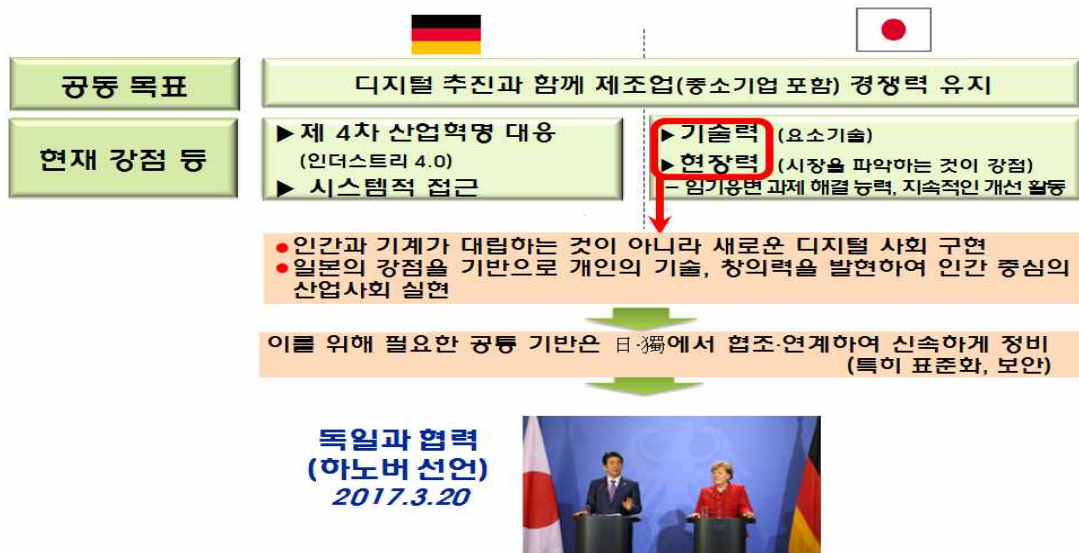 공동 목표
디지털 추진과 함께 제조업(중소기업 포함) 경쟁력 유지
현재 강점 등
▶제 4차 산업혁명 대응
(인더스트리 4.0)
▶ 시스템적 접근
▶기술력 (요소기술)
▶현장력 (시장을 파악하는 것이 강점)
– 임기응변 과제 해결 능력, 지속적인 개선 활동
●인간과 기계가 대립하는 것이 아니라 새로운 디지털 사회 구현
●일본의 강점을 기반으로 개인의 기술, 창의력을 발현하여 인간 중심의
산업사회 실현
이를 위해 필요한 공통 기반은 日·獨에서 협조·연계하여 신속하게 정비
(특히 표준화, 보안)
독일과 협력
(하노버 선언)
2017.3.20